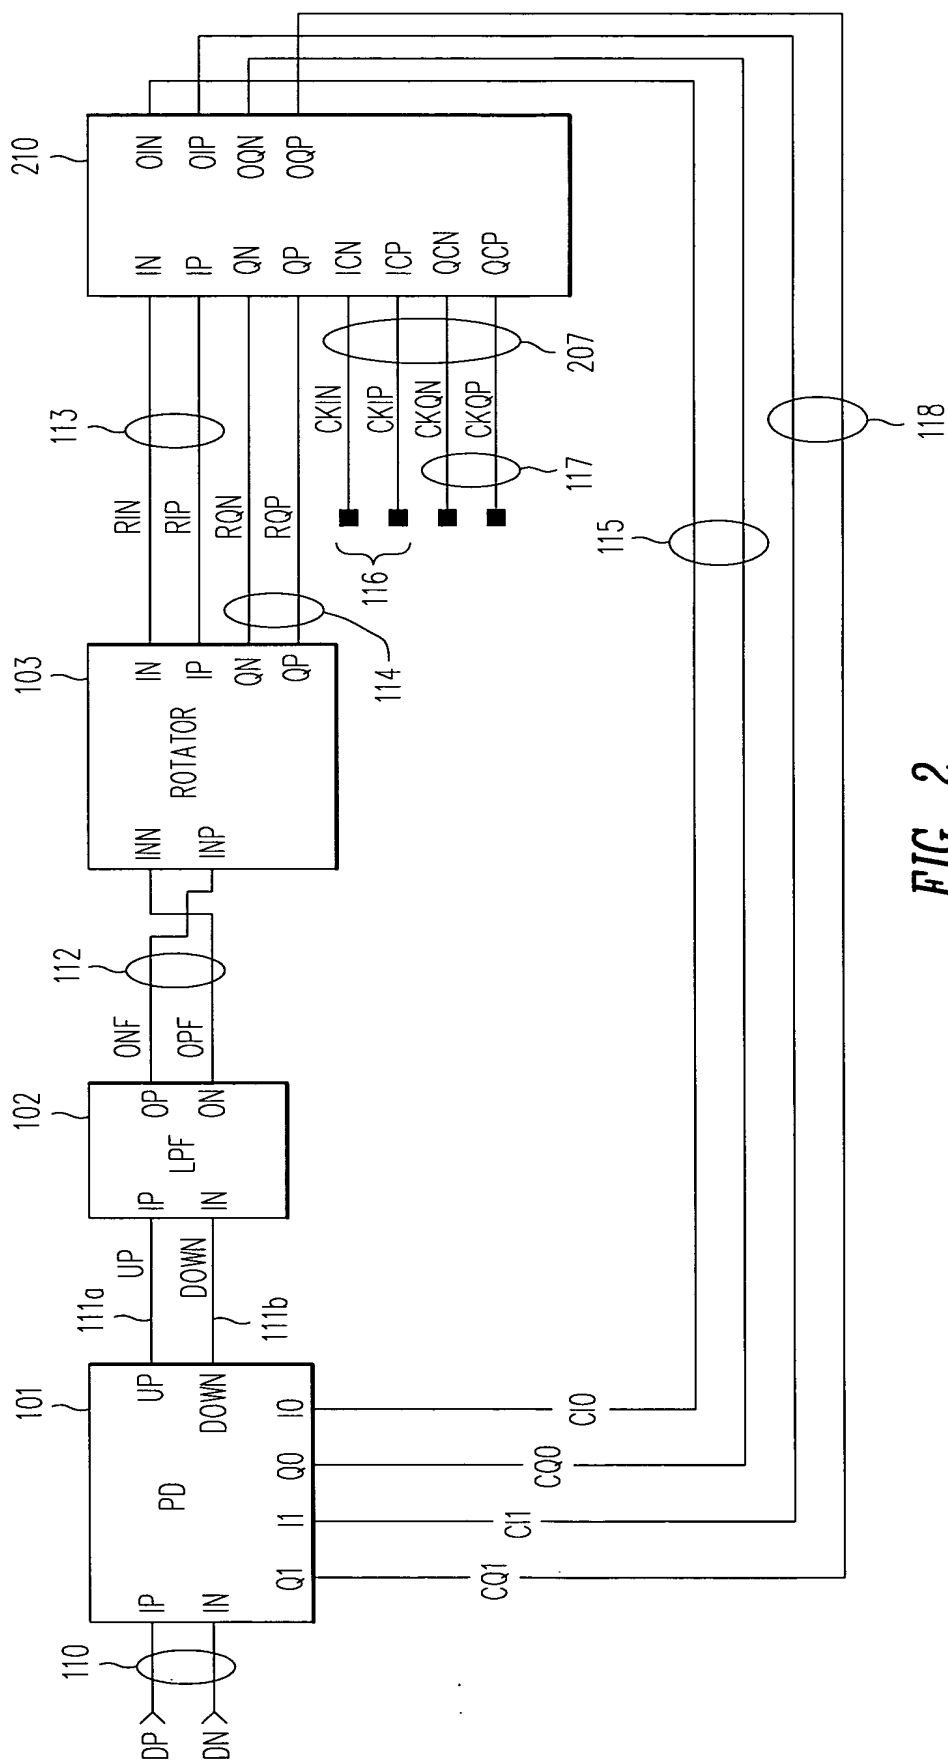 DP
DN
110
101
IP
IN
PD
UP
DOWN
Q1
I1
Q0
I0
111a
UP
DOWN
111b
102
IP
IN
LPF
OP
ON
ONF
OPF
112
103
INN
INP
ROTATOR
IN
IP
QN
QP
114
RIN
RIP
RQN
RQP
113
116
CKIN
CKIP
CKQN
CKQP
117
207
210
IN
IP
QN
QP
ICN
ICP
QCN
QCP
OIN
OIP
OQN
OQP
CQ1
CI1
CQ0
CI0
115
118
FIG. 2